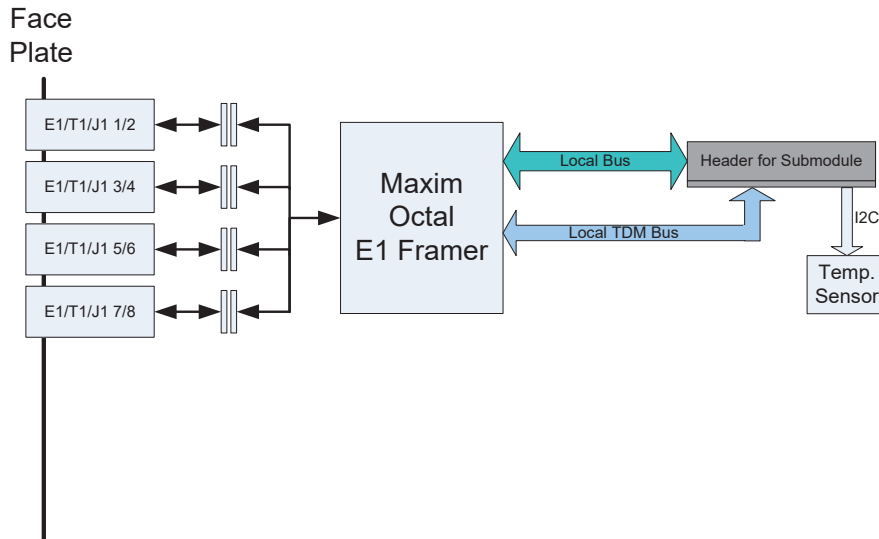 Face
Plate
E1/T1/J1 1/2
E1/T1/J1 3/4
E1/T1/J1 5/6
E1/T1/J1 7/8
Maxim
Octal
E1 Framer
Local Bus
Local TDM Bus
Header for Submodule
I2C
Temp.
Sensor